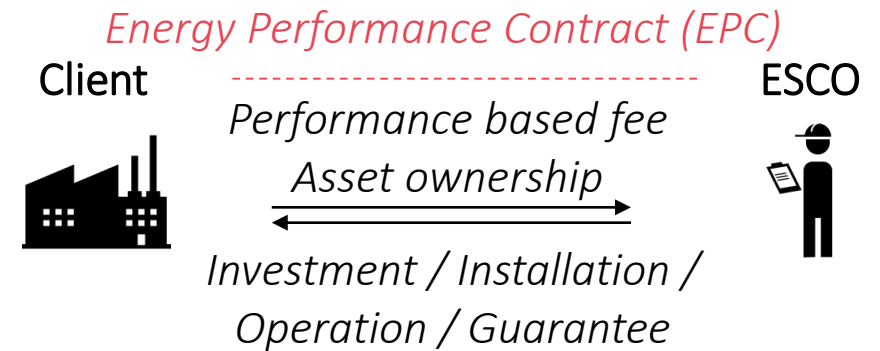 Energy Performance Contract (EPC)
Client
ESCO
Performance based fee
Asset ownership
Investment / Installation /
Operation / Guarantee